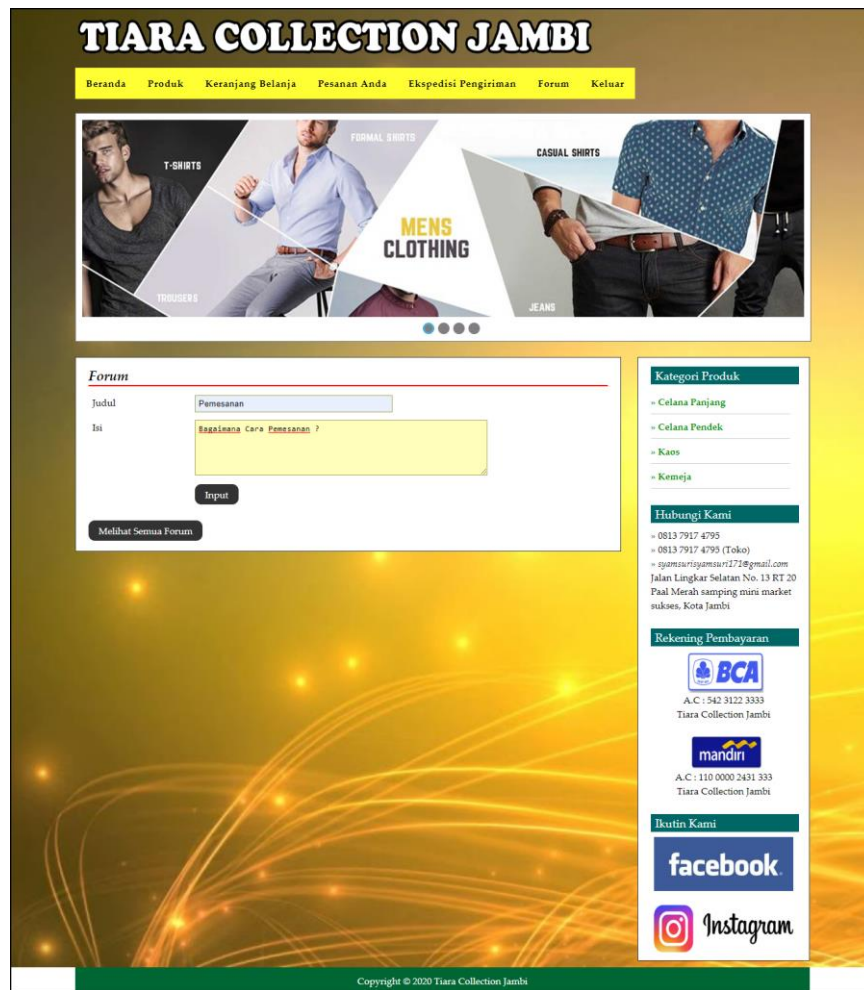 TIARA COLLECTION JAMBI
Beranda Produk Keranjang Belanja Pesanan Anda Ekspedisi Pengiriman Forum Keluar
T-SHIRTS
FORMAL SHIRTS
CASUAL SHIRTS
MENS
CLOTHING
TROUSERS
JEANS
Forum
Judul Pemesanan
Isi Bagaimana Cara Pemesanan ?
Input
Melihat Semua Forum
Kategori Produk
» Celana Panjang
» Celana Pendek
» Kaos
» Kemeja
Hubungi Kami
» 0813 7917 4795
» 0813 7917 4795 (Toko)
» syamsurisyamsuri171@gmail.com
Jalan Lingkar Selatan No. 13 RT 20
Paal Merah samping mini market
sukses, Kota Jambi
Rekening Pembayaran
BCA
A.C : 542 3122 3333
Tiara Collection Jambi
mandiri
A.C : 110 0000 2431 333
Tiara Collection Jambi
Ikutin Kami
facebook.
Instagram
Copyright © 2020 Tiara Collection Jambi